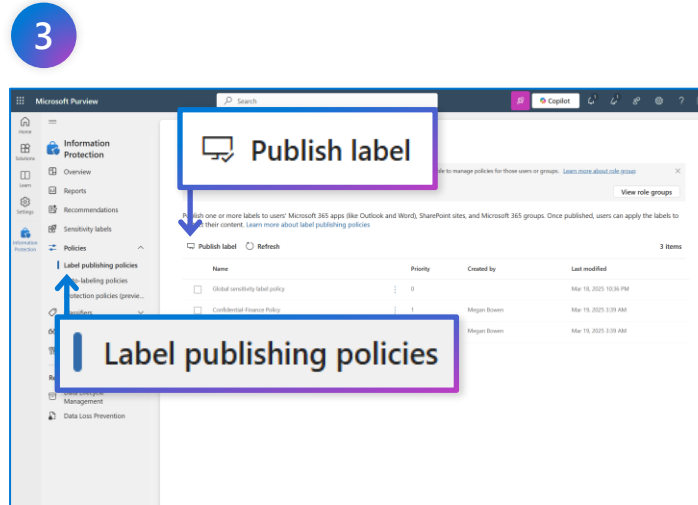 3
Microsoft Purview
Search
Copilot
Home
Solutions
Learn
Settings
Information
Protection
Information
Protection
Overview
Reports
Recommendations
Sensitivity labels
Policies
Label publishing policies
-labeling policies
otection policies (previe...
Classifiers
Management
Data Loss Prevention
Publish label
le to manage policies for those users or groups. Learn more about role groups
View role groups
lish one or more labels to users' Microsoft 365 apps (like Outlook and Word), SharePoint sites, and Microsoft 365 groups. Once published, users can apply the labels to
their content. Learn more about label publishing policies
Publish label
Refresh
3 items
Name Priority Created by Last modified
Global sensitivity label policy 0 Mar 18, 2025 10:36 PM
Confidential-Finance Policy 1 Megan Bowen Mar 19, 2025 3:39 AM
Megan Bowen Mar 19, 2025 3:39 AM
Label publishing policies